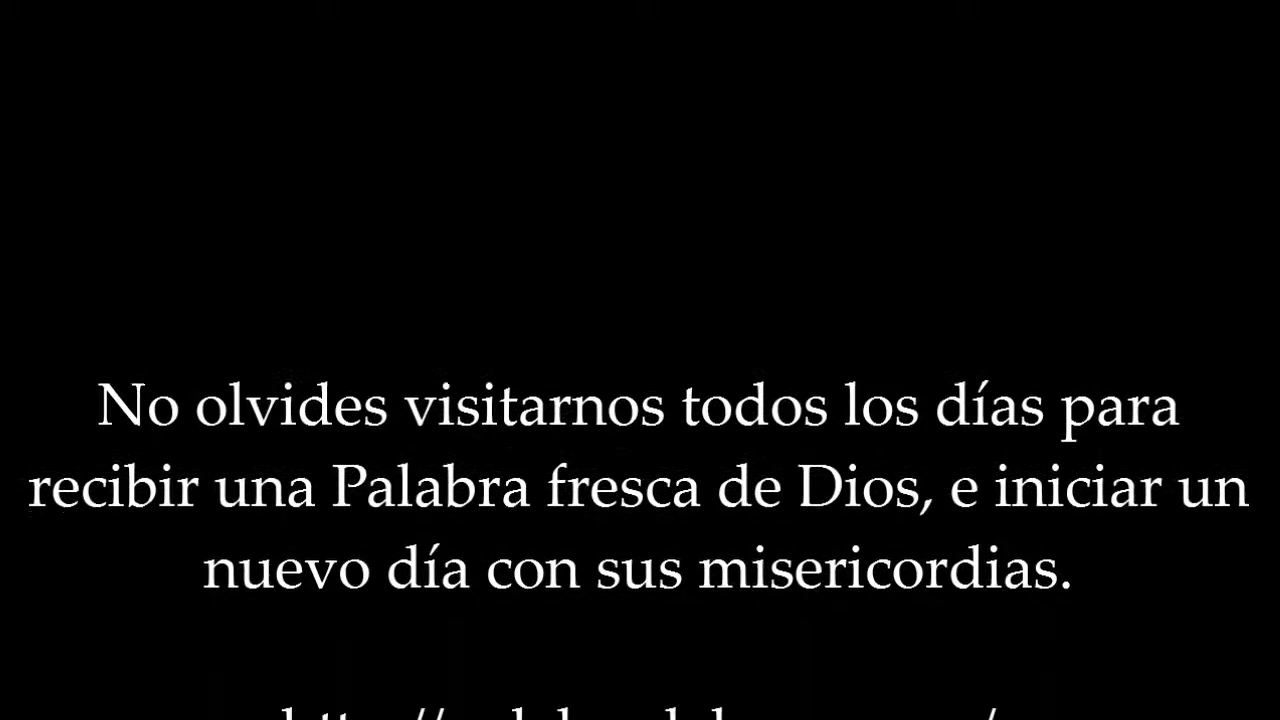 No olvides visitarnos todos los días para
recibir una Palabra fresca de Dios, e iniciar un
nuevo día con sus misericordias.